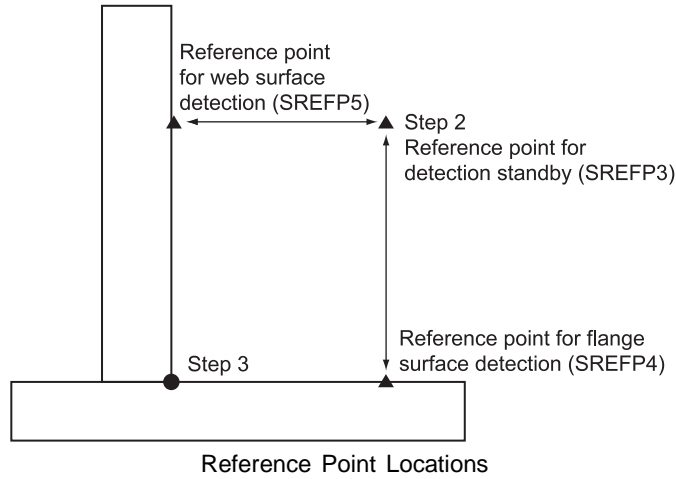 Reference point
for web surface
detection (SREFP5)
Step 2
Reference point for
detection standby (SREFP3)
Reference point for flange
surface detection (SREFP4)
Step 3
Reference Point Locations